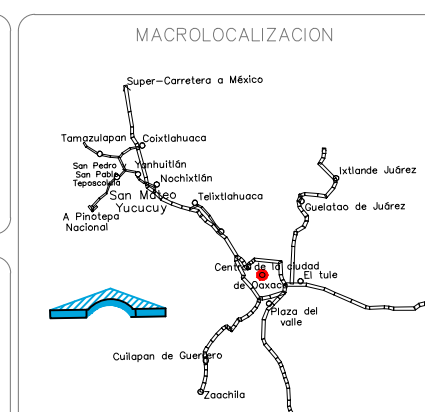 MACROLOCALIZACION
Super-Carretera a México
Tamazulapan
Coixtlahuaca
San Pedro y
San Pablo
Teposcolula
Yanhuitlán
Nochixtlán
San Mateo
Yucucuy
Telixtlahuaca
A Pinotepa
Nacional
Ixtlande Juárez
Guelatao de Juárez
Centro de la ciudad
de Oaxaca
El tule
Plaza del
valle
Cuilapan de Guerrero
Zaachila